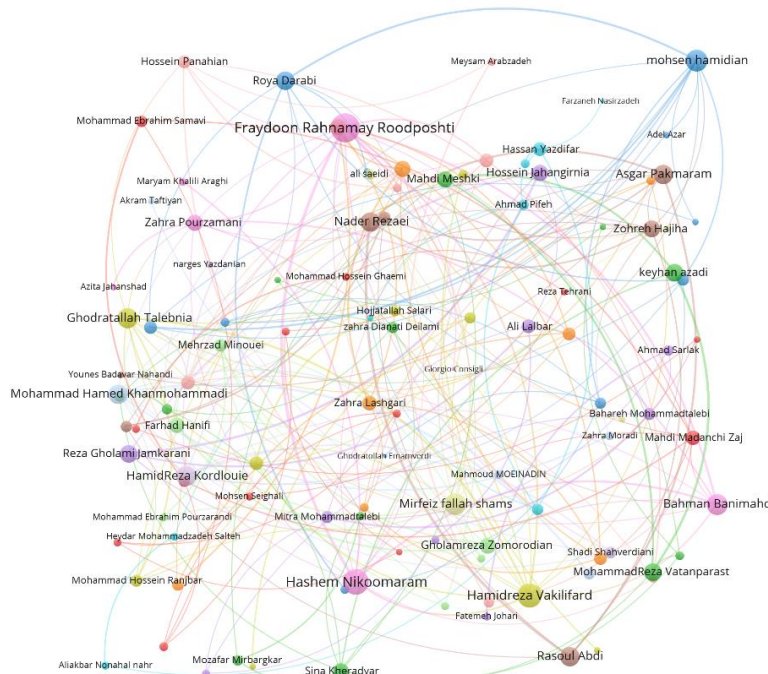 Hossein Panahian
Meysam Arabzadeh
mohsen hamidian
Roya Darabi
Farzaneh Nasirzadeh
Mohammad Ebrahim Samavi
Fraydoon Rahnamay Roodposhti
Adel Azar
Hassan Yazdifar
ali saeidi
Mahdi Meshki
Hossein Jahangirnia
Asgar Pakmaram
Maryam Khalili Araghi
Akram Taftiyan
Ahmad Pifeh
Zahra Pourzamani
Nader Rezaei
Zohreh Hajiha
narges Yazdanian
Mohammad Hossein Ghaemi
keyhan azadi
Azita Jahanshad
Reza Tehrani
Ghodratallah Talebnia
Hojjatallah Salari
zahra Dianati Deilami
Ali Lalbar
Mehrzad Minouei
Ahmad Sarlak
Younes Badavar Nahandi
Giorgio Consigli
Mohammad Hamed Khanmohammadi
Zahra Lashgari
Bahareh Mohammadtalebi
Farhad Hanifi
Zahra Moradi
Mahdi Madanchi Zaj
Reza Gholami Jamkarani
Ghodratollah Emamverdi
HamidReza Kordlouie
Mahmoud MOEINADIN
Mohsen Seighali
Mirfeiz fallah shams
Bahman Banimaho
Mohammad Ebrahim Pourzarandi
Mitra Mohammadtalebi
Heydar Mohammadzadeh Salteh
Gholamreza Zomorodian
Shadi Shahverdiani
MohammadReza Vatanparast
Mohammad Hossein Ranjbar
Hashem Nikoomaram
Hamidreza Vakilifard
Fatemeh Johari
Rasoul Abdi
Mozafar Mirbargkar
Aliakbar Nonahal nahr
Sina Kheradyar